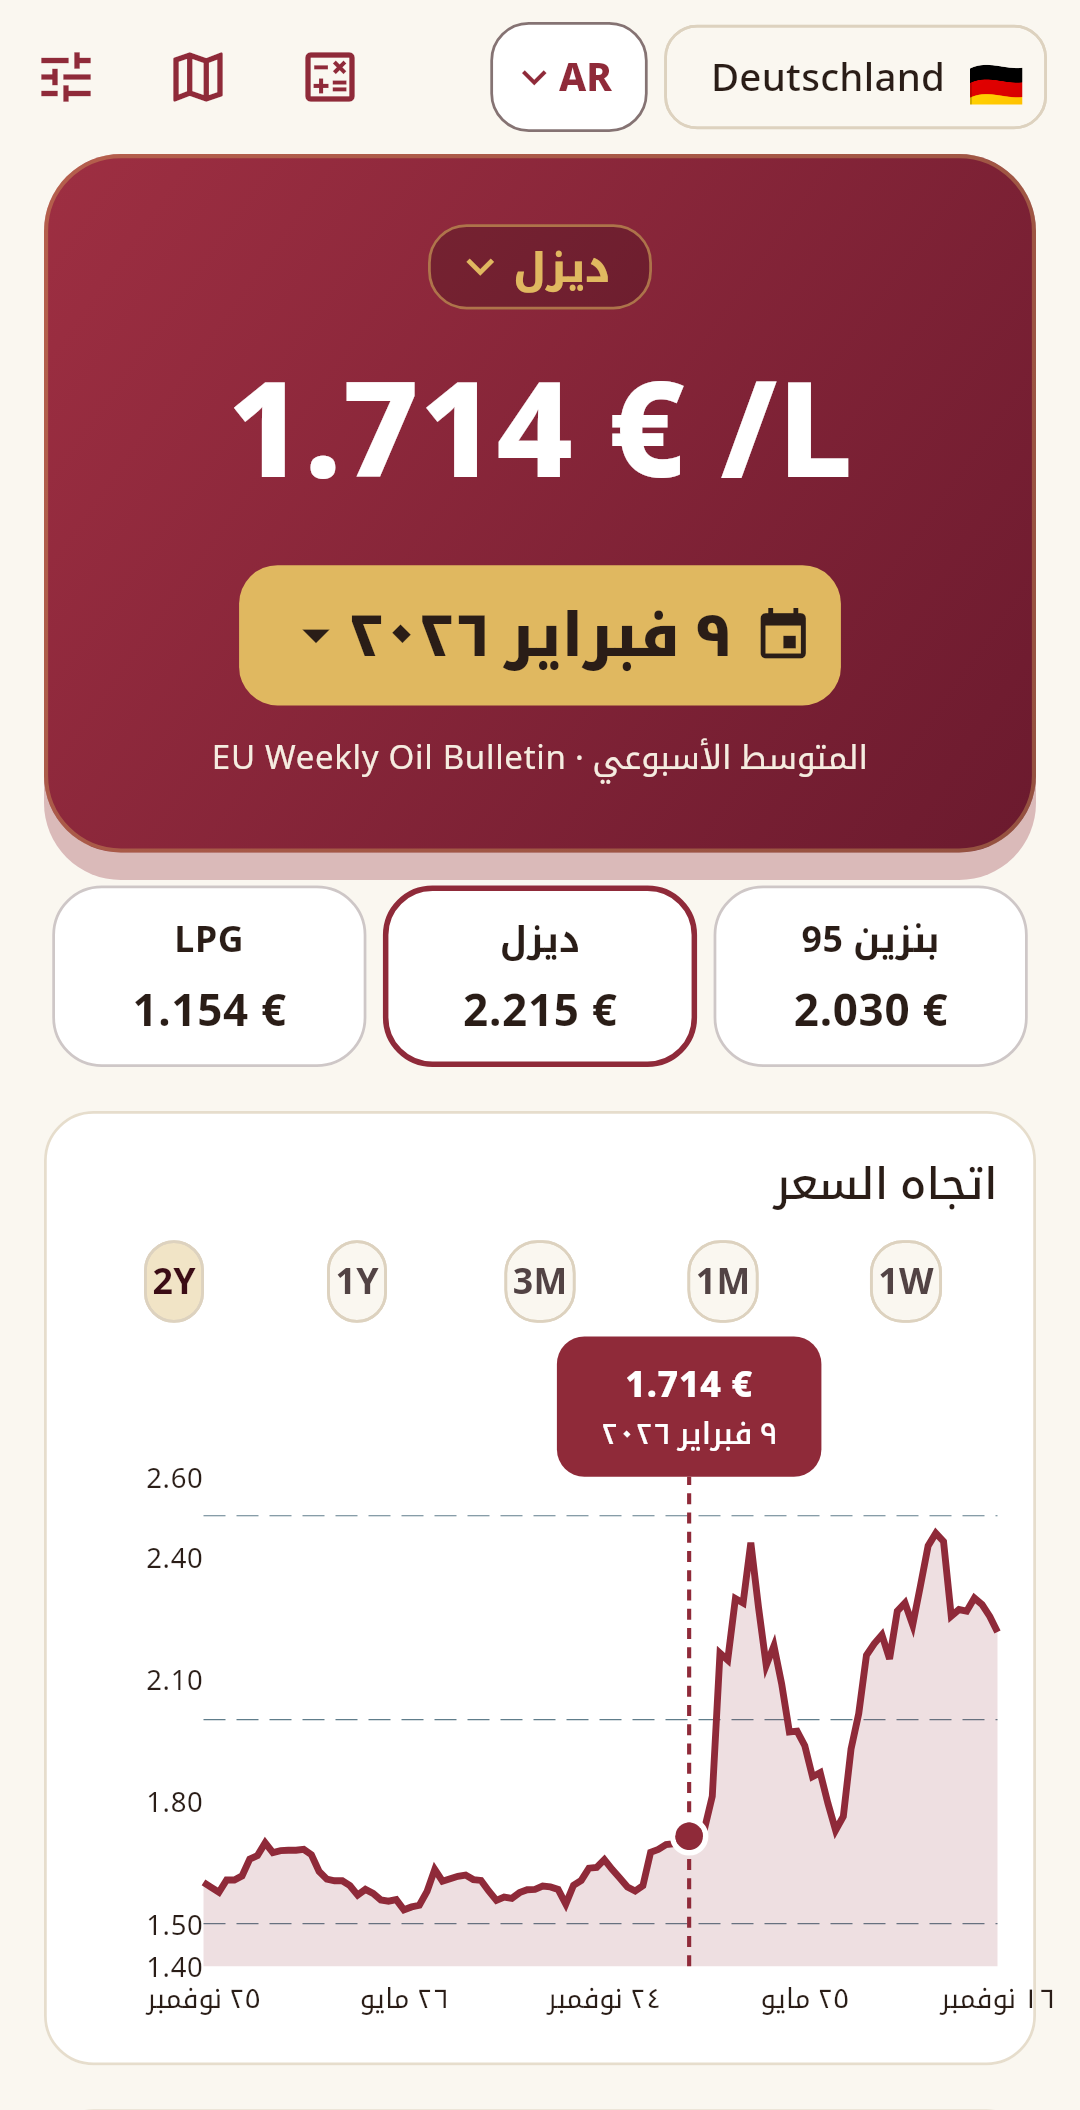 Deutschland
AR
ديزل
1.714 € /L
٩ فبراير ٢٠٢٦
المتوسط الأسبوعي · EU Weekly Oil Bulletin
بنزين 95
2.030 €
ديزل
2.215 €
LPG
1.154 €
اتجاه السعر
1W
1M
3M
1Y
2Y
1.714 €
٩ فبراير ٢٠٢٦
2.60
2.40
2.10
1.80
1.50
1.40
٢٥ نوفمبر
٢٦ مايو
٢٤ نوفمبر
٢٥ مايو
١٦ نوفمبر